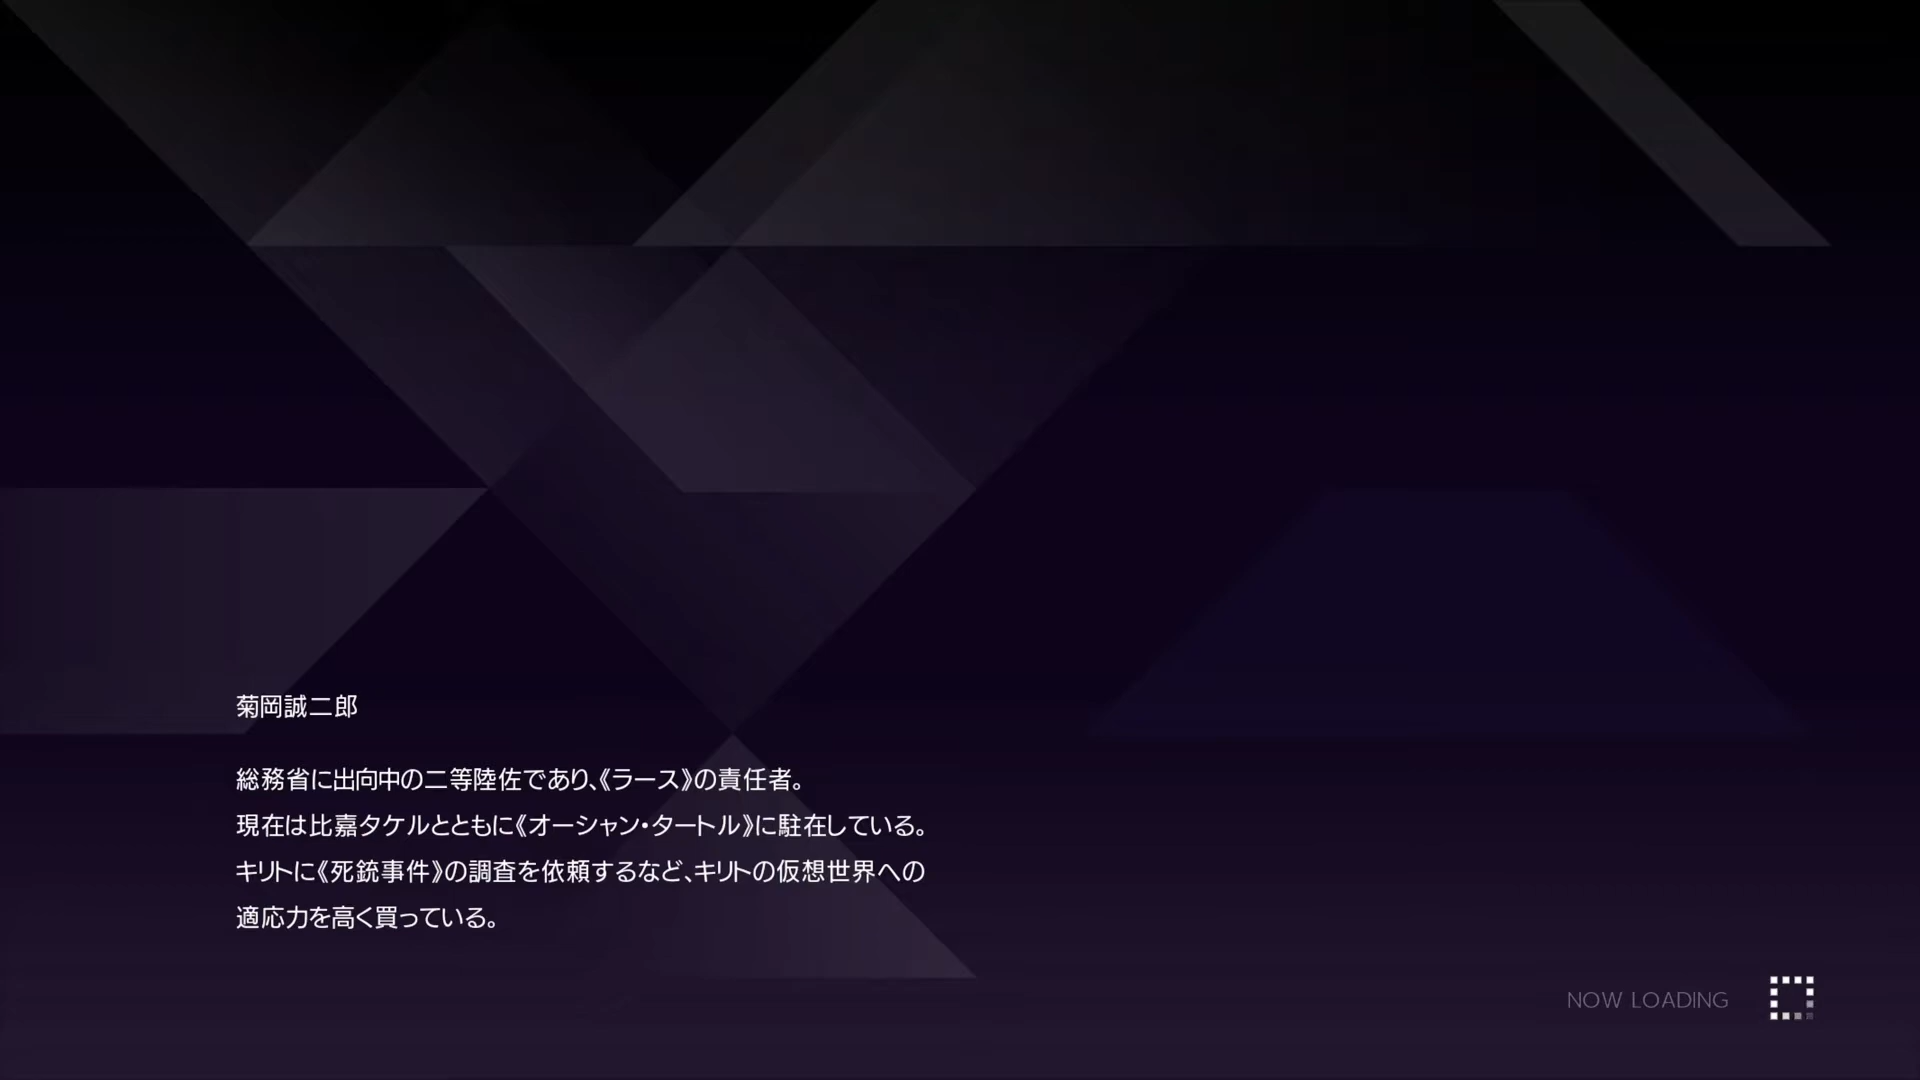 菊岡誠二郎
総務省に出向中の二等陸佐であり、《ラース》の責任者。
現在は比嘉タケルとともに《オーシャン・タートル》に駐在している。
キリトに《死銃事件》の調査を依頼するなど、キリトの仮想世界への
適応力を高く買っている。
NOW LOADING